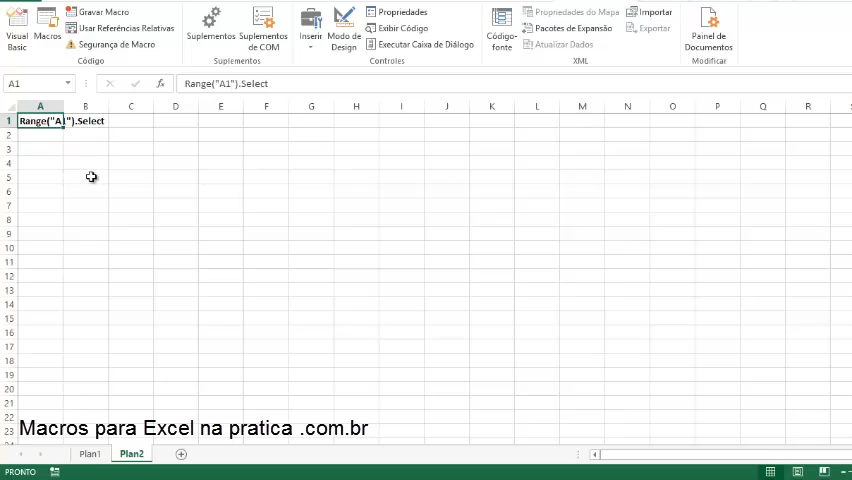 Visual Basic
Macros
Gravar Macro
Usar Referências Relativas
Segurança de Macro
Código
Suplementos
Suplementos de COM
Suplementos
Inserir
Modo de Design
Propriedades
Exibir Código
Executar Caixa de Diálogo
Controles
Código-fonte
Propriedades do Mapa
Pacotes de Expansão
Atualizar Dados
Importar
Exportar
XML
Painel de Documentos
Modificar
A1
fx
Range("A1").Select
A B C D E F G H I J K L M N O P Q R
1 Range("A1").Select
2
3
4
5
6
7
8
9
10
11
12
13
14
15
16
17
18
19
20
21
22
23
Macros para Excel na pratica .com.br
Plan1
Plan2
PRONTO